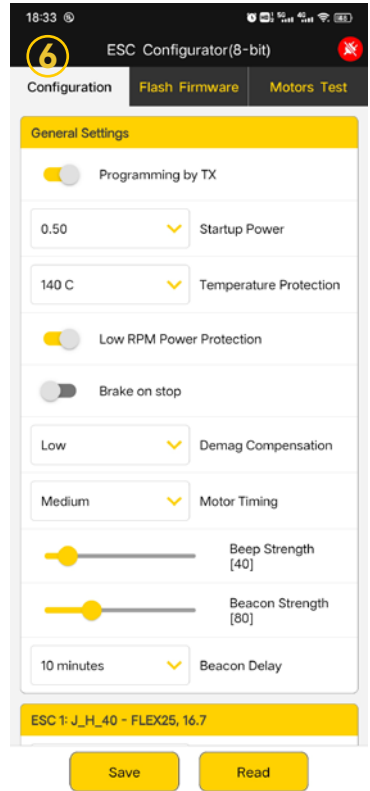 18:33
6
ESC Configurator(8-bit)
Configuration Flash Firmware Motors Test
General Settings
Programming by TX
0.50 Startup Power
140 C Temperature Protection
Low RPM Power Protection
Brake on stop
Low Demag Compensation
Medium Motor Timing
Beep Strength
[40]
Beacon Strength
[80]
10 minutes Beacon Delay
ESC 1: J_H_40 - FLEX25, 16.7
Save Read